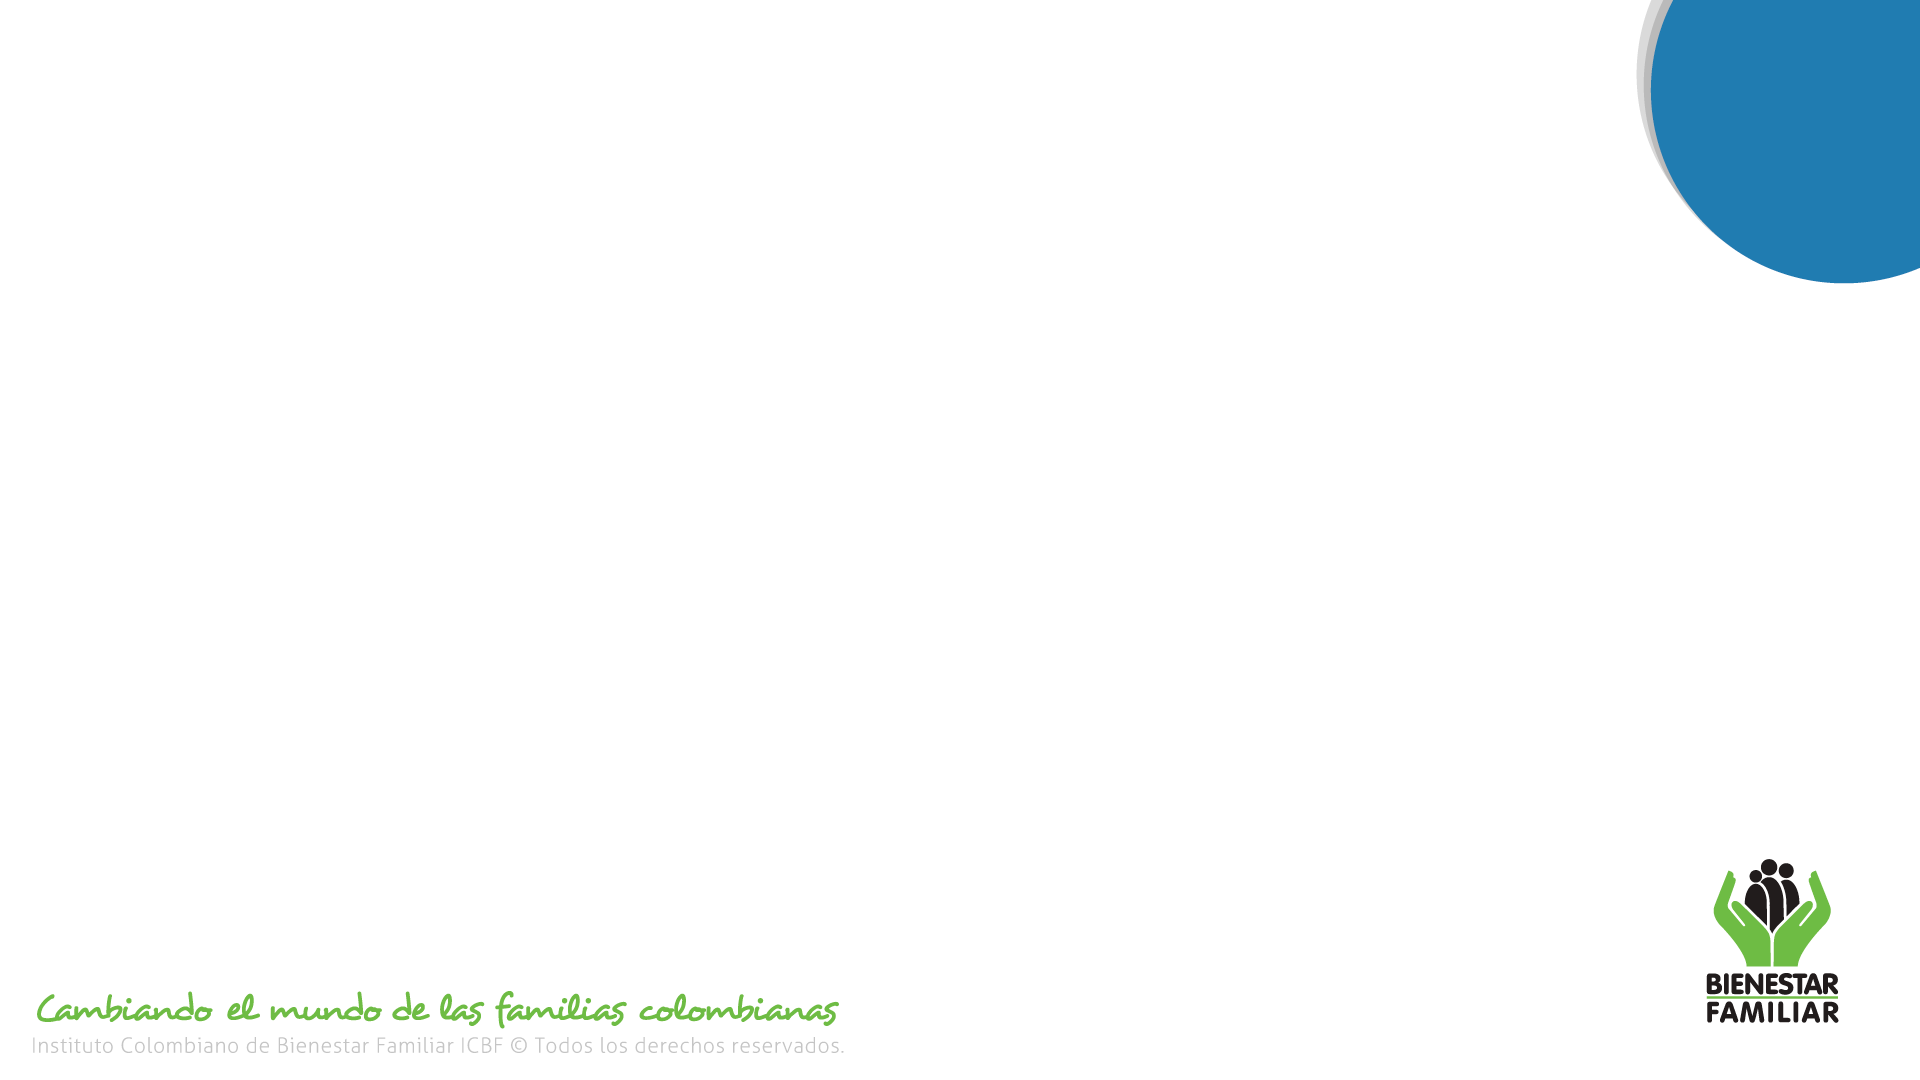 Cambiando el mundo de las familias colombianas
Instituto Colombiano de Bienestar Familiar ICBF © Todos los derechos reservados.
BIENESTAR
FAMILIAR